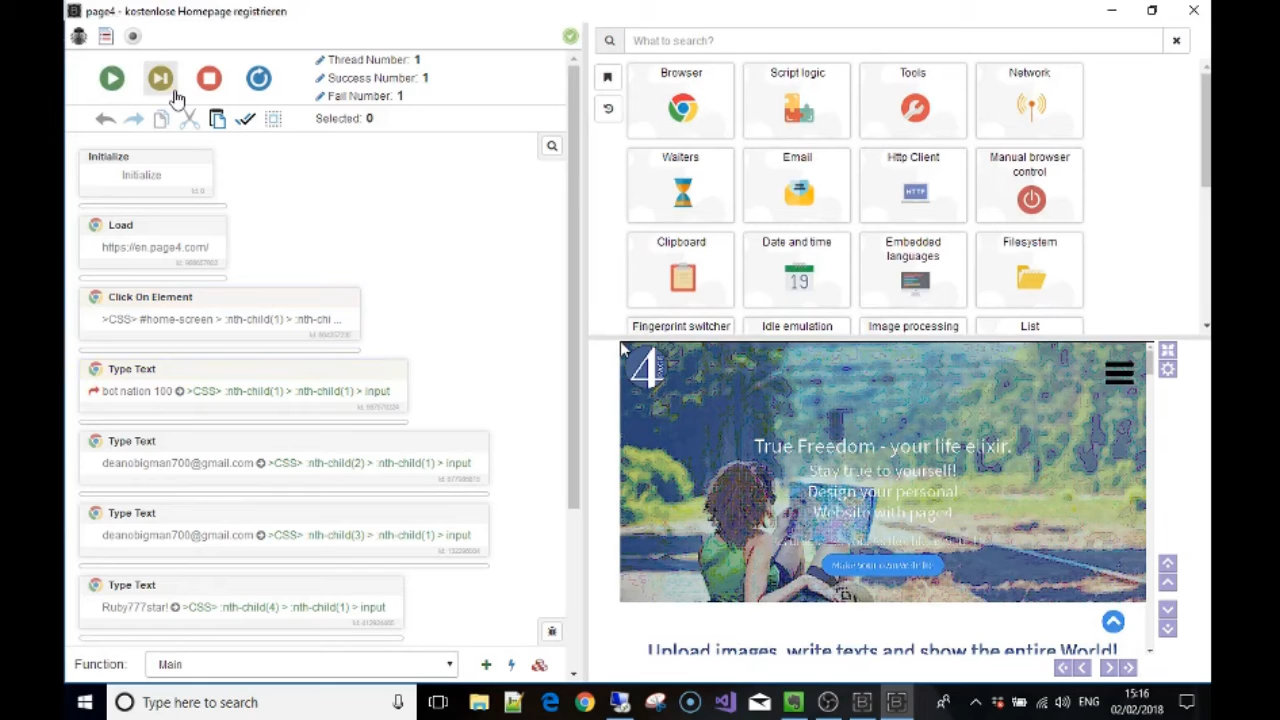 page4 - kostenlose Homepage registrieren
Thread Number: 1
Success Number: 1
Fail Number: 1
Selected: 0
Initialize
Initialize
Id: 0
Load
https://en.page4.com/
Click On Element
>CSS> #home-screen > :nth-child(1) > :nth-chi ...
Type Text
bot nation 100 >CSS> :nth-child(1) > :nth-child(1) > input
Type Text
deanobigman700@gmail.com >CSS> :nth-child(2) > :nth-child(1) > input
Type Text
deanobigman700@gmail.com >CSS> :nth-child(3) > :nth-child(1) > input
Type Text
Ruby777star! >CSS> :nth-child(4) > :nth-child(1) > input
Function: Main
What to search?
Browser
Script logic
Tools
Network
Waiters
Email
Http Client
HTTP
Manual browser
control
Clipboard
Date and time
19
Embedded
languages
Filesystem
Fingerprint switcher
Idle emulation
Image processing
List
4
True Freedom - your life elixir.
Stay true to yourself!
Design your personal
Website with page4
Upload images, write texts and show the entire World!
Type here to search
ENG
15:16
02/02/2018